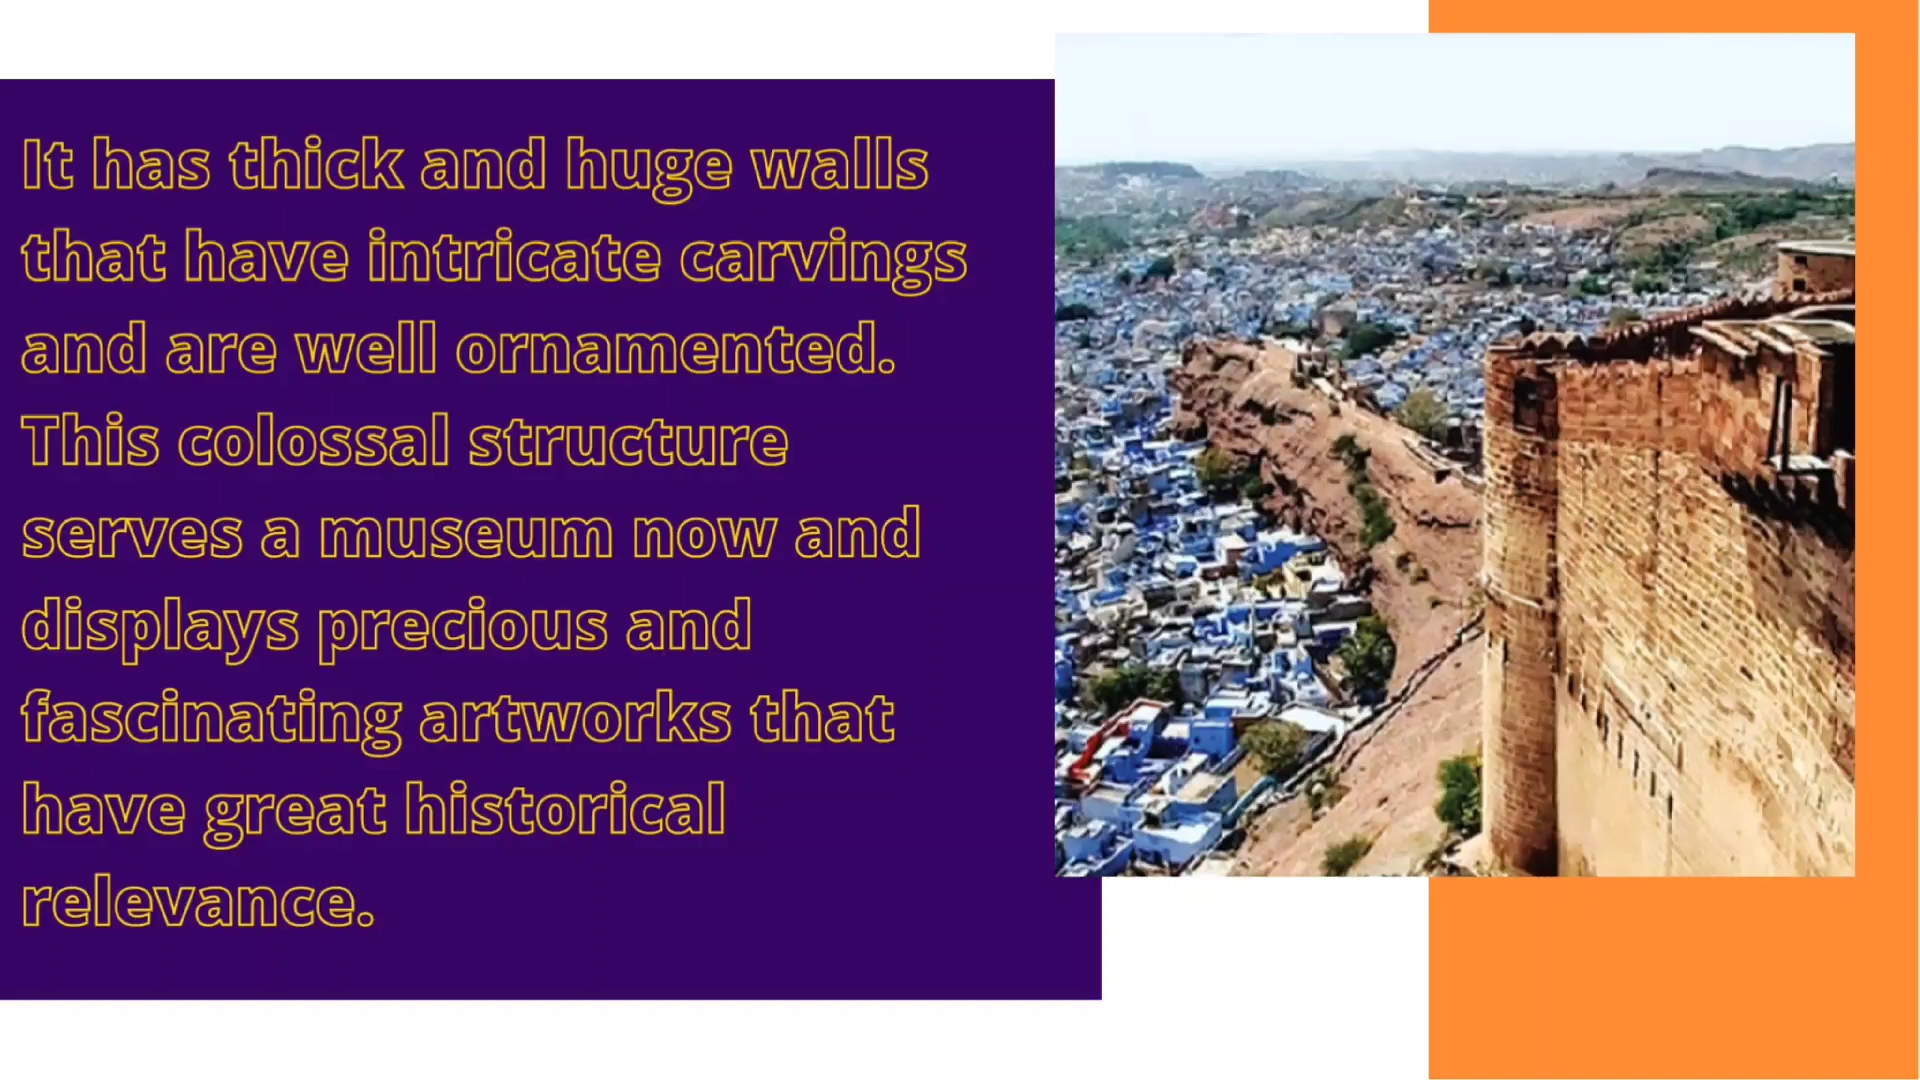 It has thick and huge walls
that have intricate carvings
and are well ornamented.
This colossal structure
serves a museum now and
displays precious and
fascinating artworks that
have great historical
relevance.